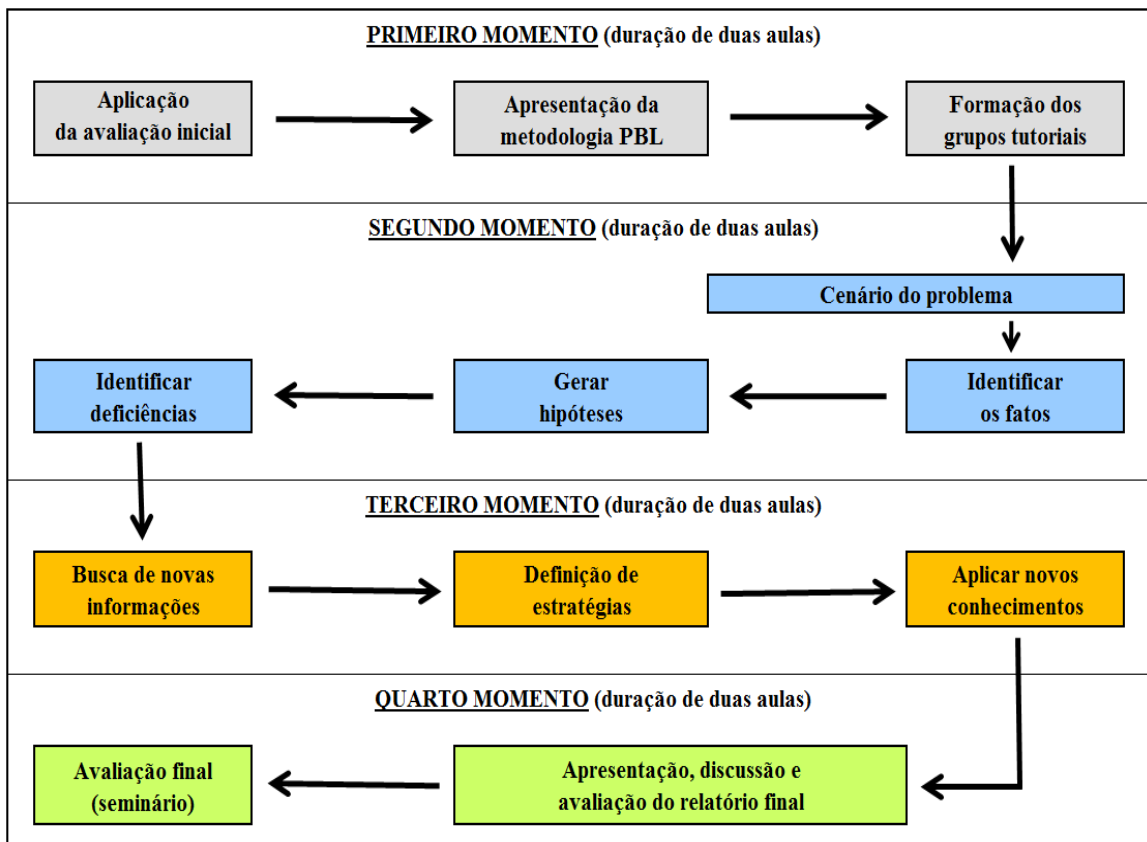 PRIMEIRO MOMENTO (duração de duas aulas)
Aplicação
da avaliação inicial
Apresentação da
metodologia PBL
Formação dos
grupos tutoriais
SEGUNDO MOMENTO (duração de duas aulas)
Cenário do problema
Identificar
deficiências
Gerar
hipóteses
Identificar
os fatos
TERCEIRO MOMENTO (duração de duas aulas)
Busca de novas
informações
Definição de
estratégias
Aplicar novos
conhecimentos
QUARTO MOMENTO (duração de duas aulas)
Avaliação final
(seminário)
Apresentação, discussão e
avaliação do relatório final